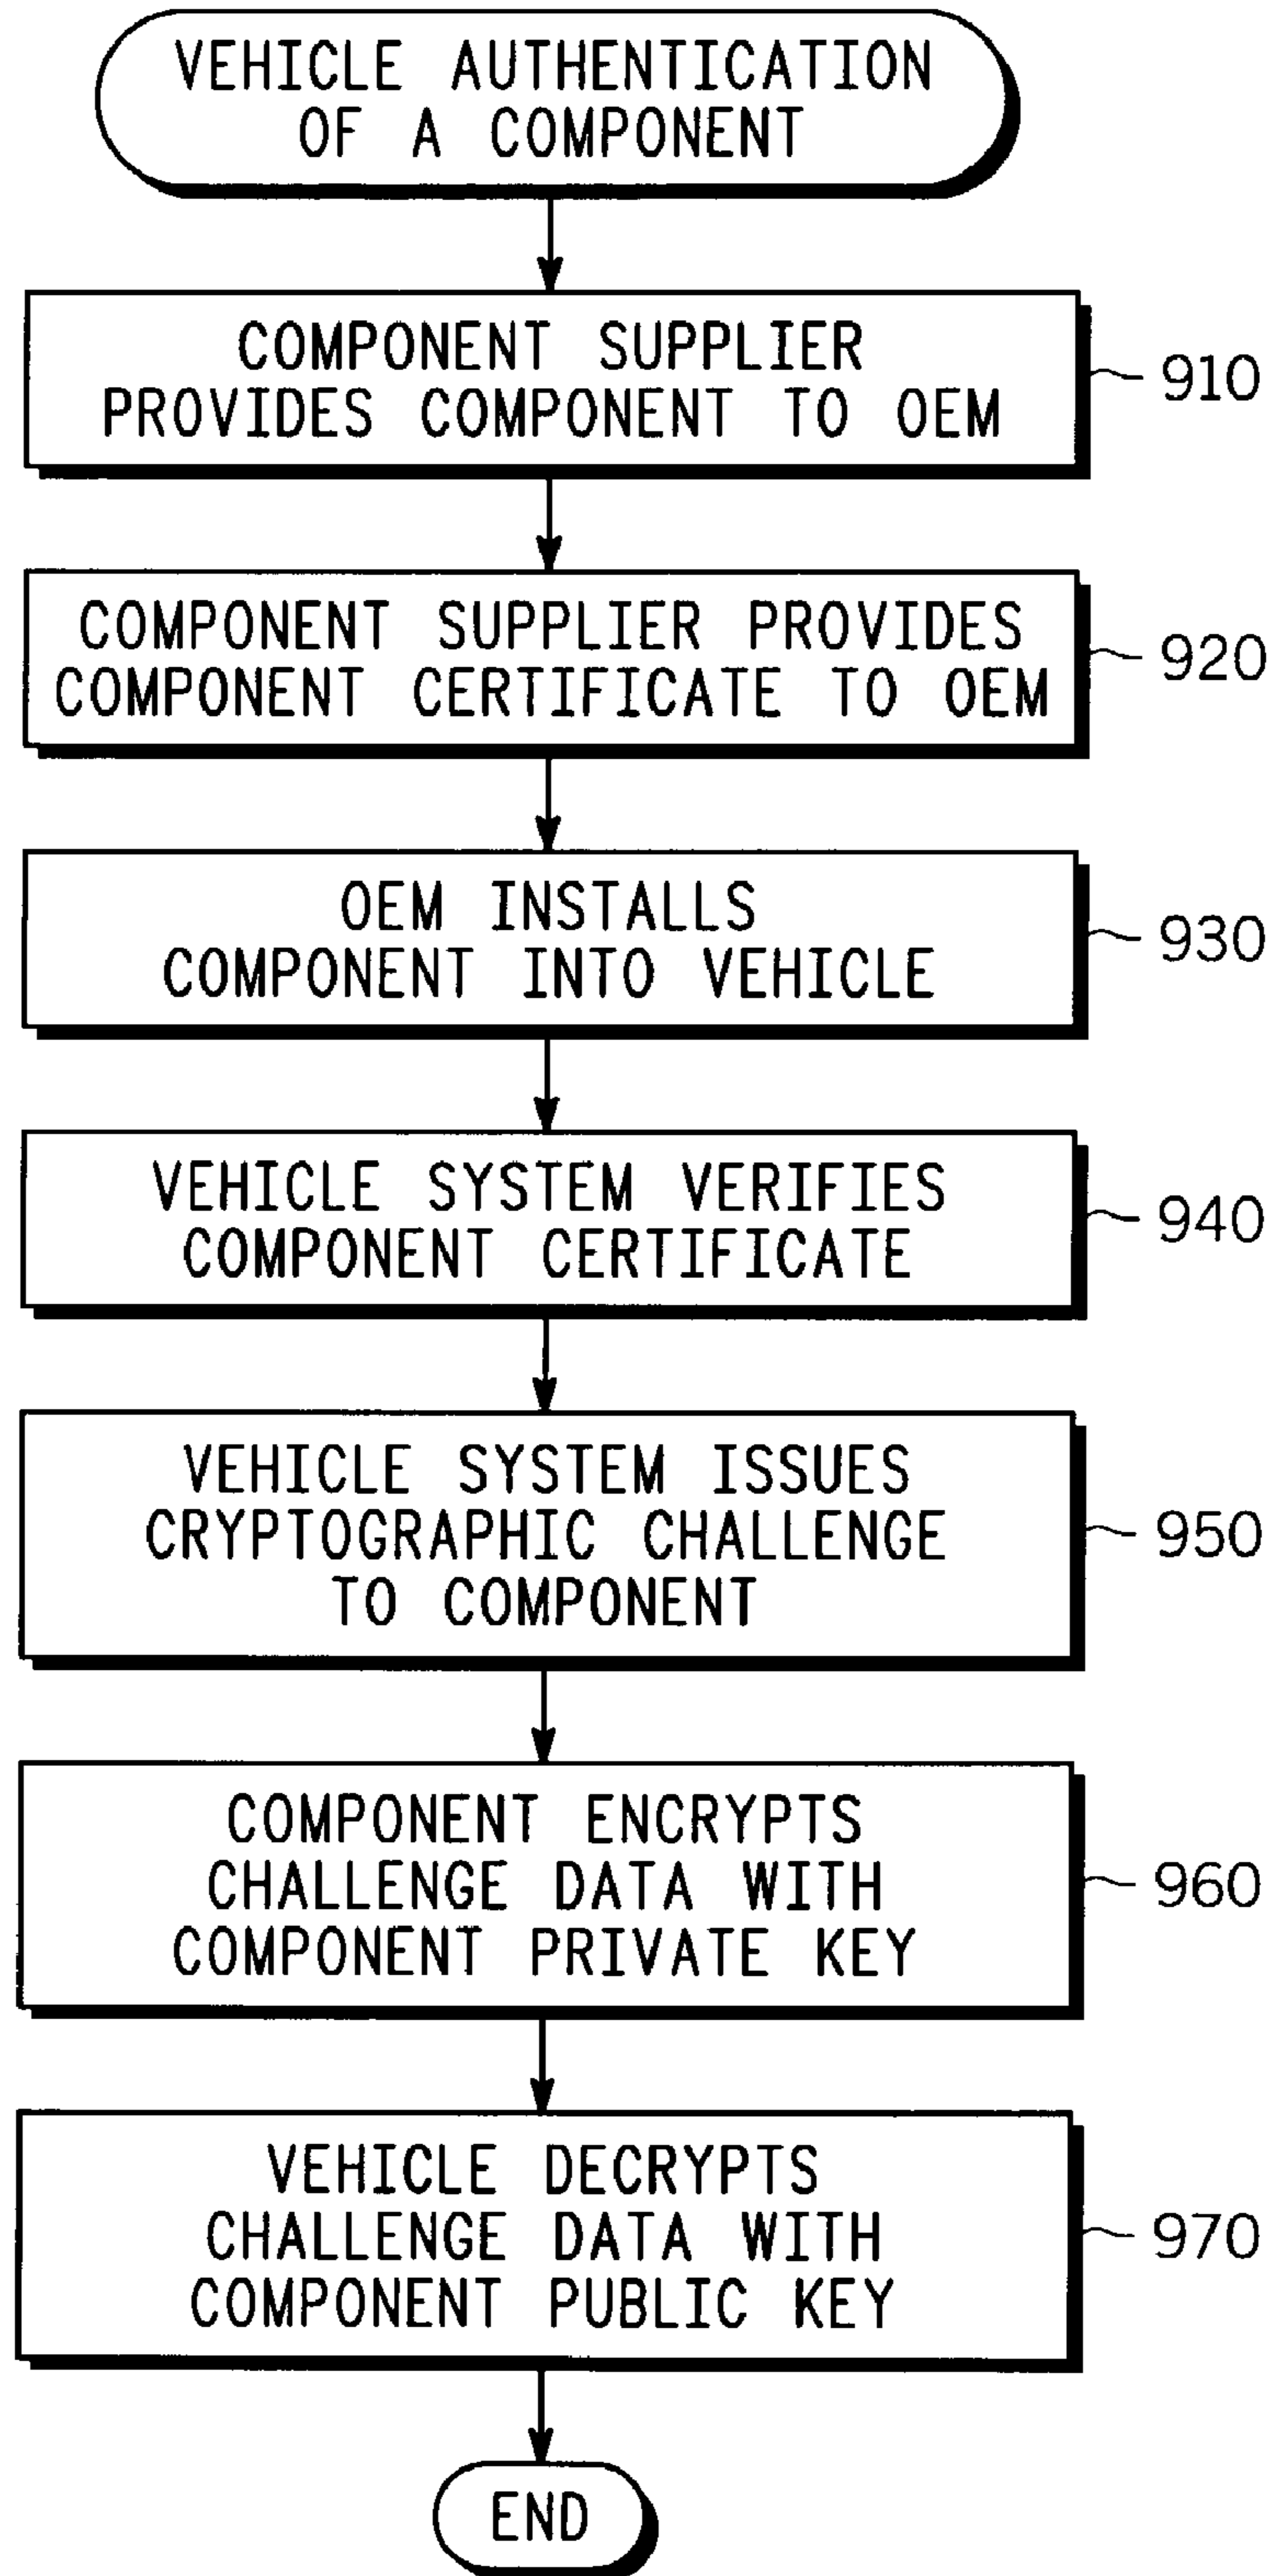 VEHICLE AUTHENTICATION
OF A COMPONENT
COMPONENT SUPPLIER
PROVIDES COMPONENT TO OEM
910
COMPONENT SUPPLIER PROVIDES
COMPONENT CERTIFICATE TO OEM
920
OEM INSTALLS
COMPONENT INTO VEHICLE
930
VEHICLE SYSTEM VERIFIES
COMPONENT CERTIFICATE
940
VEHICLE SYSTEM ISSUES
CRYPTOGRAPHIC CHALLENGE
TO COMPONENT
950
COMPONENT ENCRYPTS
CHALLENGE DATA WITH
COMPONENT PRIVATE KEY
960
VEHICLE DECRYPTS
CHALLENGE DATA WITH
COMPONENT PUBLIC KEY
970
END